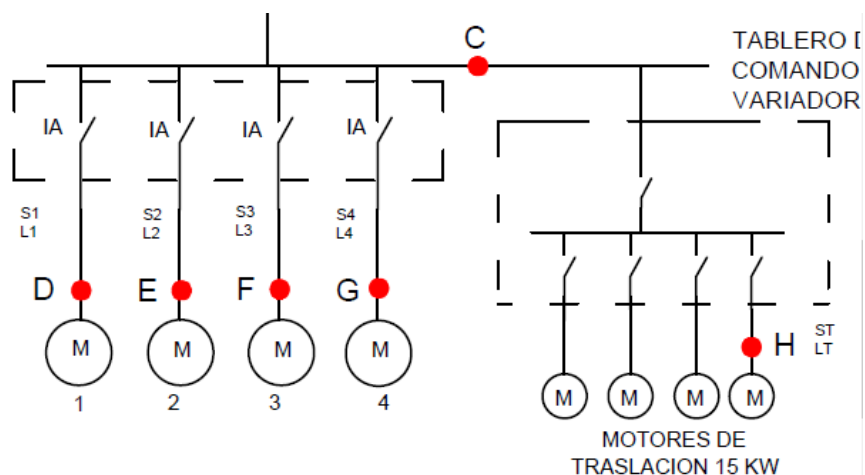 C
TABLERO D
COMANDO
VARIADOR
IA IA IA IA
S1 S2 S3 S4
L1 L2 L3 L4
D E F G
ST
H LT
M M M M
1 2 3 4
M M M M
MOTORES DE
TRASLACION 15 KW